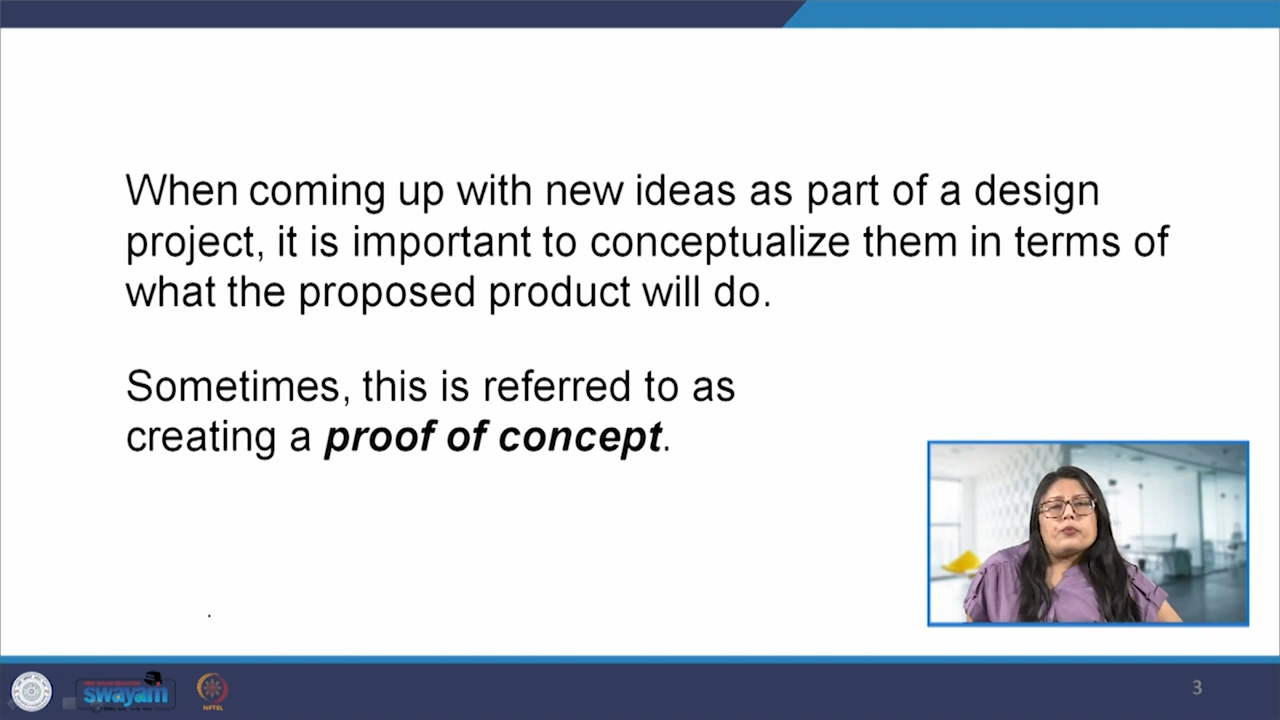 When coming up with new ideas as part of a design
project, it is important to conceptualize them in terms of
what the proposed product will do.
Sometimes, this is referred to as
creating a proof of concept.
swayam
NPTEL
3